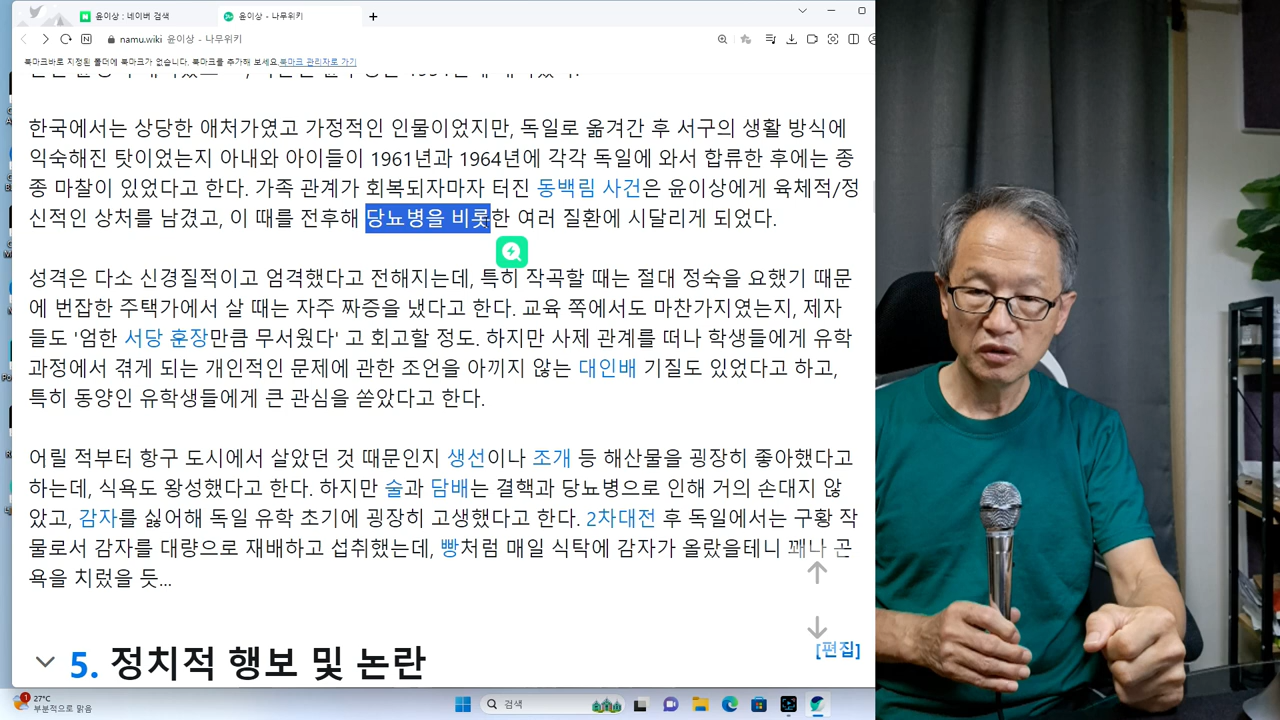 윤이상 : 네이버 검색
윤이상 - 나무위키
namu.wiki 윤이상 - 나무위키
북마크바로 지정된 폴더에 북마크가 없습니다. 북마크를 추가해 보세요.북마크 관리자로 가기
한국에서는 상당한 애처가였고 가정적인 인물이었지만, 독일로 옮겨간 후 서구의 생활 방식에
익숙해진 탓이었는지 아내와 아이들이 1961년과 1964년에 각각 독일에 와서 합류한 후에는 종
종 마찰이 있었다고 한다. 가족 관계가 회복되자마자 터진 동백림 사건은 윤이상에게 육체적/정
신적인 상처를 남겼고, 이 때를 전후해 당뇨병을 비롯한 여러 질환에 시달리게 되었다.
성격은 다소 신경질적이고 엄격했다고 전해지는데, 특히 작곡할 때는 절대 정숙을 요했기 때문
에 번잡한 주택가에서 살 때는 자주 짜증을 냈다고 한다. 교육 쪽에서도 마찬가지였는지, 제자
들도 '엄한 서당 훈장만큼 무서웠다' 고 회고할 정도. 하지만 사제 관계를 떠나 학생들에게 유학
과정에서 겪게 되는 개인적인 문제에 관한 조언을 아끼지 않는 대인배 기질도 있었다고 하고,
특히 동양인 유학생들에게 큰 관심을 쏟았다고 한다.
어릴 적부터 항구 도시에서 살았던 것 때문인지 생선이나 조개 등 해산물을 굉장히 좋아했다고
하는데, 식욕도 왕성했다고 한다. 하지만 술과 담배는 결핵과 당뇨병으로 인해 거의 손대지 않
았고, 감자를 싫어해 독일 유학 초기에 굉장히 고생했다고 한다. 2차대전 후 독일에서는 구황 작
물로서 감자를 대량으로 재배하고 섭취했는데, 빵처럼 매일 식탁에 감자가 올랐을테니 꽤나 곤
욕을 치렀을 듯...
5. 정치적 행보 및 논란
[편집]
1
27°C
부분적으로 맑음
검색